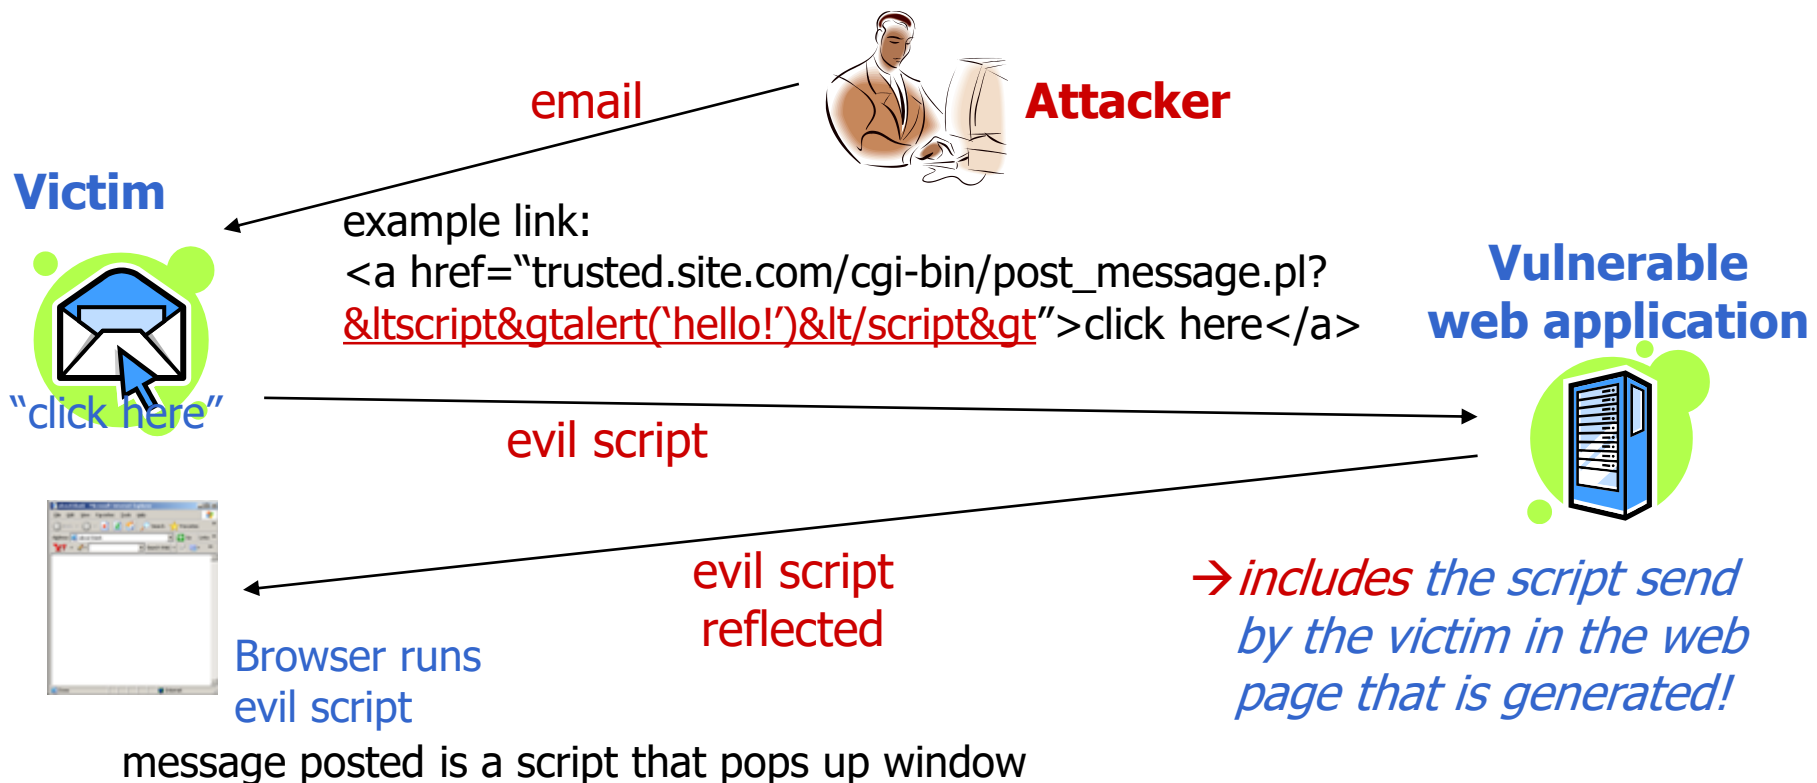 email
Attacker
Victim
example link:
<a href=“trusted.site.com/cgi-bin/post_message.pl?
&ltscript&gtalert(‘hello!’)&lt/script&gt”>click here</a>
Vulnerable
web application
“click here”
evil script
evil script
reflected
→includes the script send
by the victim in the web
page that is generated!
Browser runs
evil script
message posted is a script that pops up window